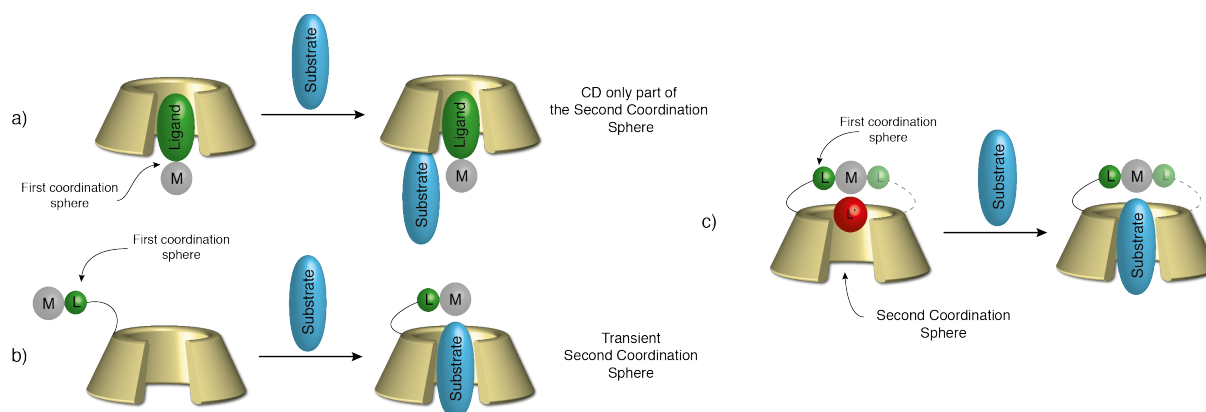 a)
Ligand
M
First coordination
sphere
Substrate
Ligand
M
Substrate
CD only part of
the Second Coordination
Sphere
b)
First coordination
sphere
M L
Substrate
L M
Substrate
Transient
Second Coordination
Sphere
c)
First coordination
sphere
L M L
L'
Second Coordination
Sphere
Substrate
L M L
Substrate